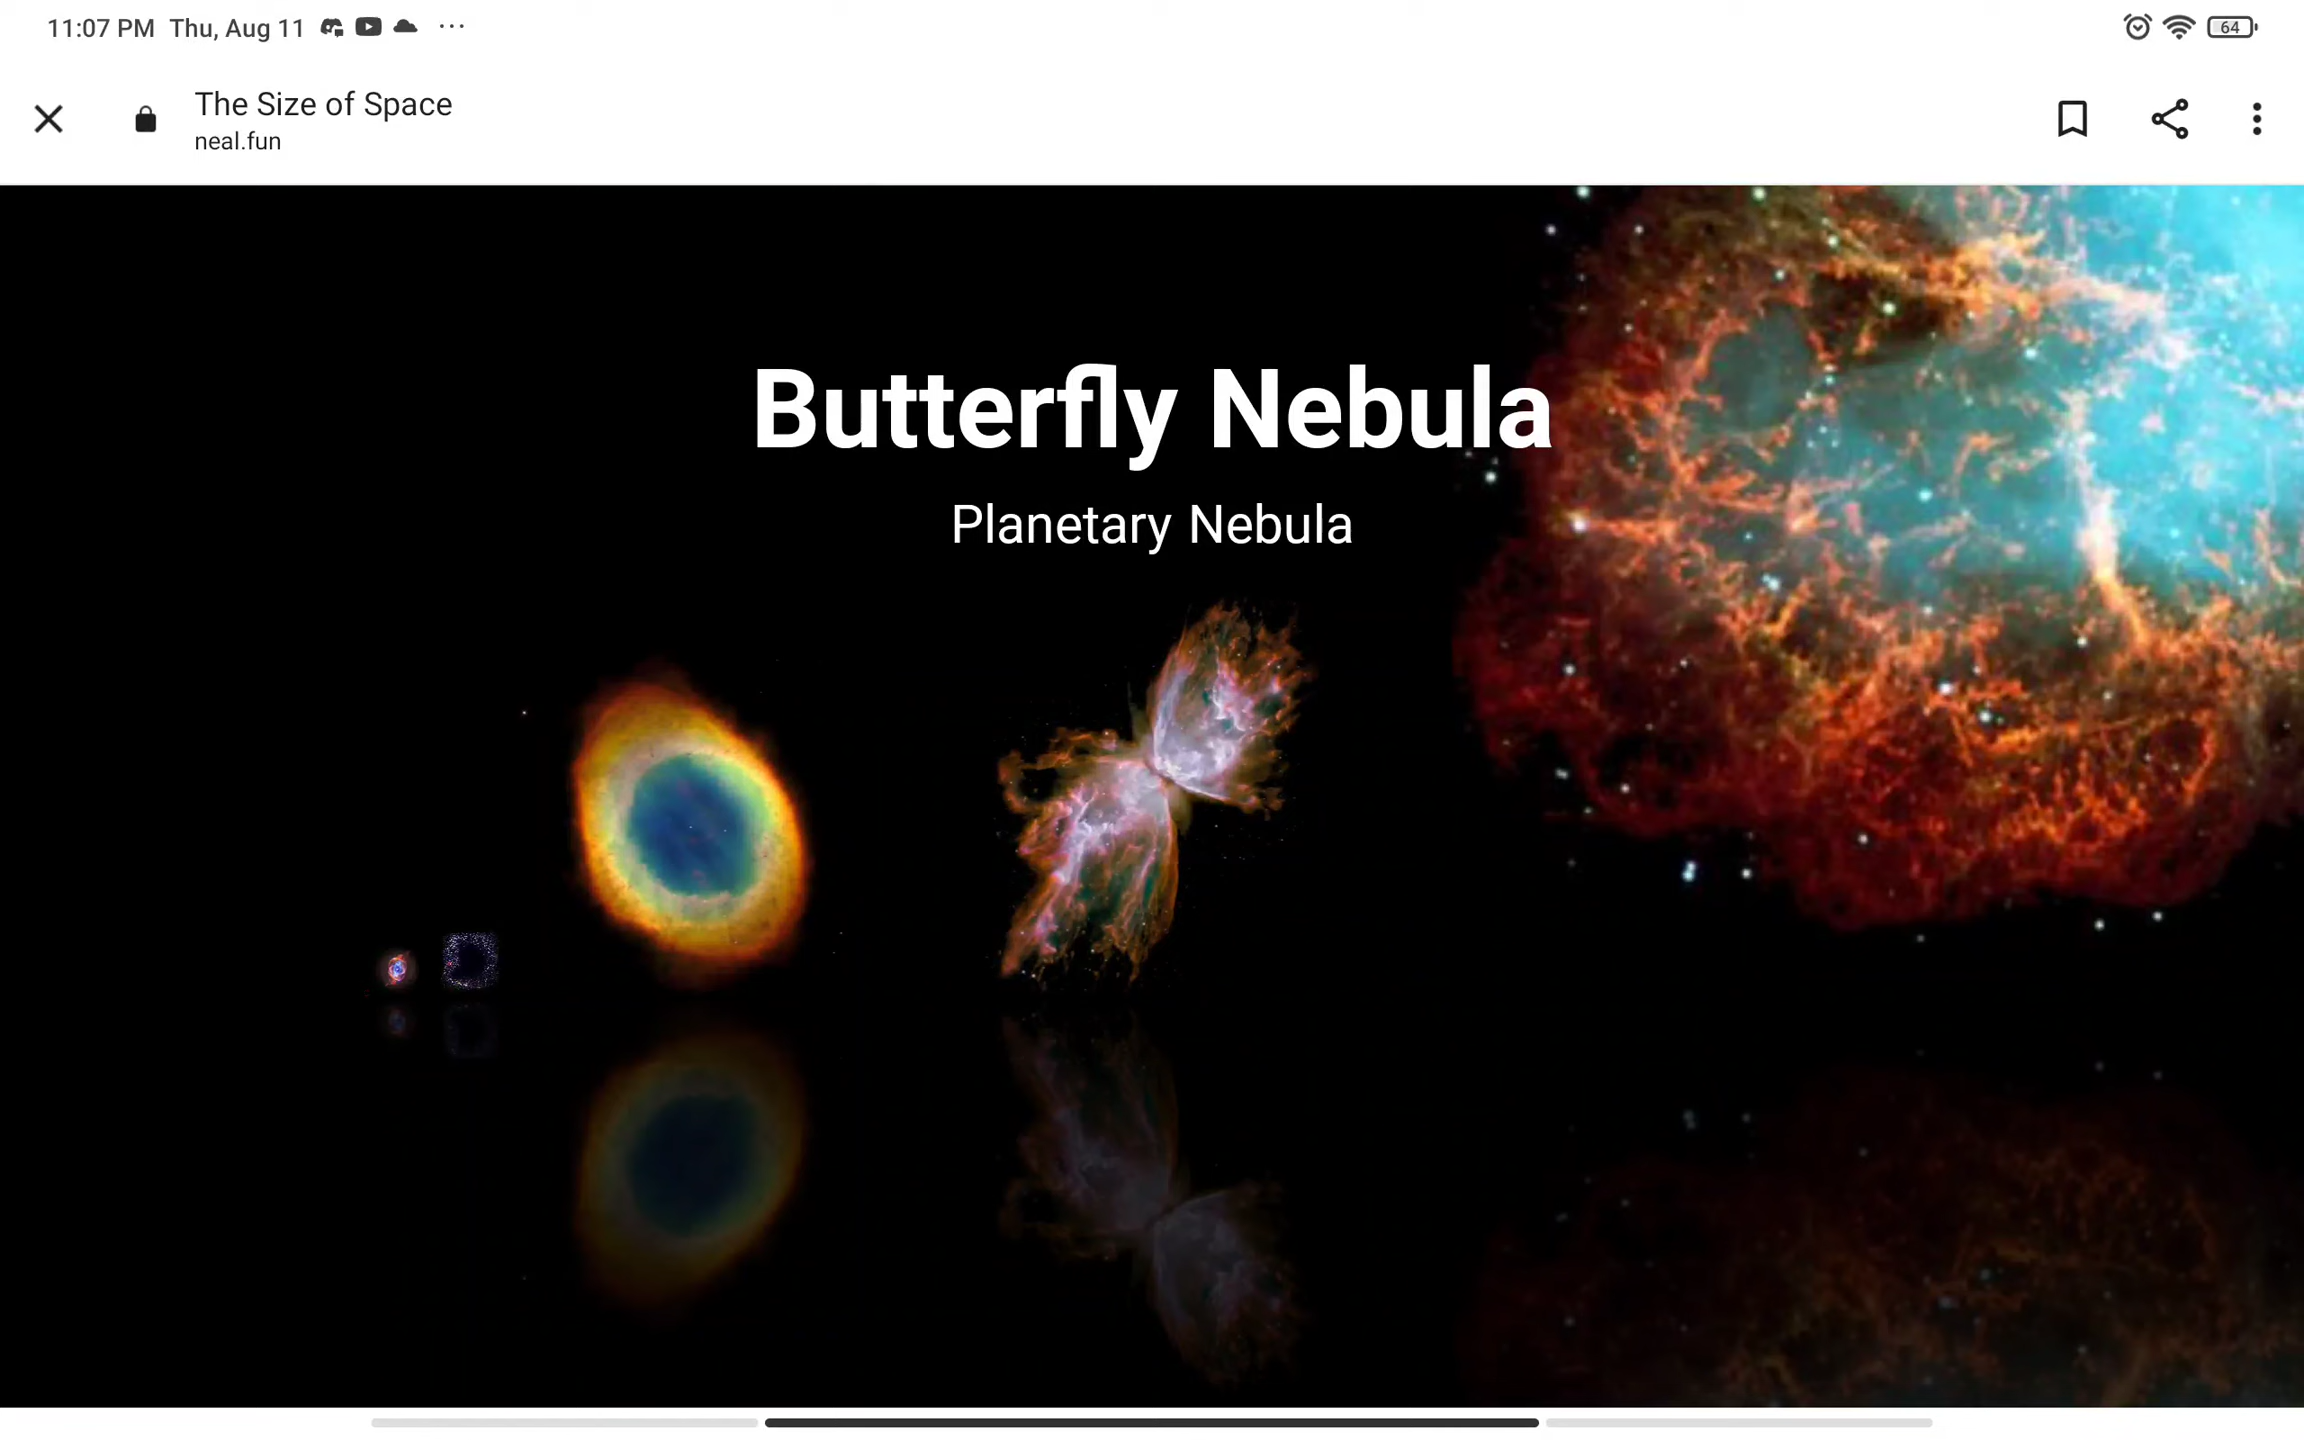 11:07 PM Thu, Aug 11 64
The Size of Space
neal.fun
Butterfly Nebula
Planetary Nebula